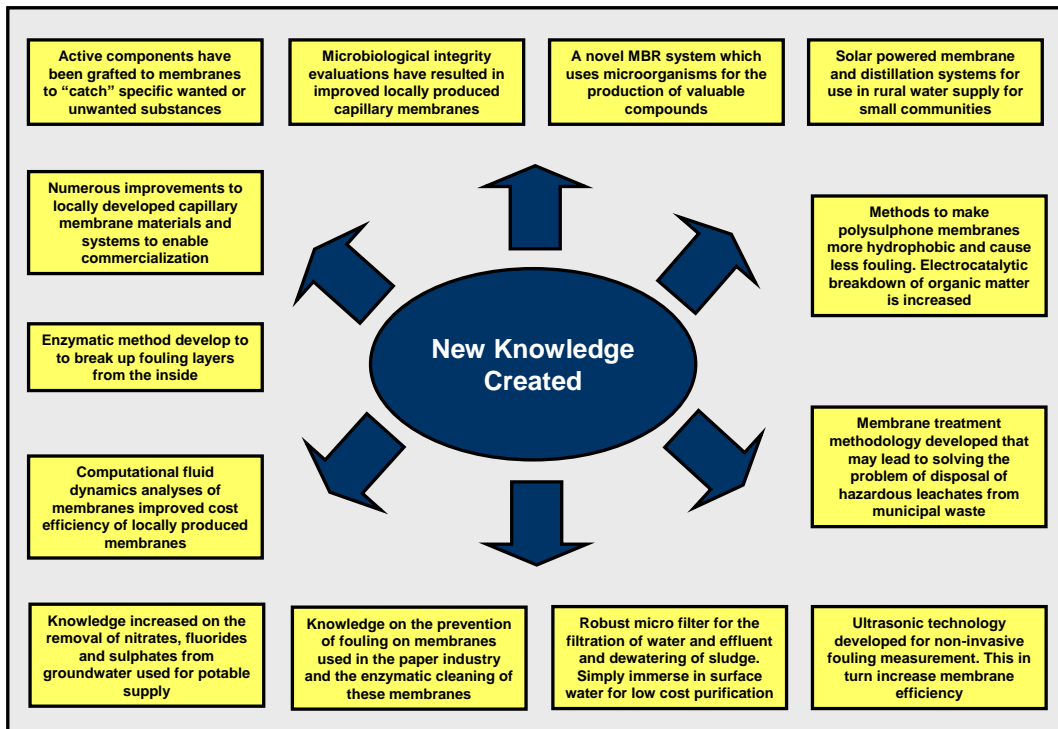 Active components have
been grafted to membranes
to “catch” specific wanted or
unwanted substances
Microbiological integrity
evaluations have resulted in
improved locally produced
capillary membranes
A novel MBR system which
uses microorganisms for the
production of valuable
compounds
Solar powered membrane
and distillation systems for
use in rural water supply for
small communities
Numerous improvements to
locally developed capillary
membrane materials and
systems to enable
commercialization
Methods to make
polysulphone membranes
more hydrophobic and cause
less fouling. Electrocatalytic
breakdown of organic matter
is increased
Enzymatic method develop to
to break up fouling layers
from the inside
New Knowledge
Created
Membrane treatment
methodology developed that
may lead to solving the
problem of disposal of
hazardous leachates from
municipal waste
Computational fluid
dynamics analyses of
membranes improved cost
efficiency of locally produced
membranes
Knowledge increased on the
removal of nitrates, fluorides
and sulphates from
groundwater used for potable
supply
Knowledge on the prevention
of fouling on membranes
used in the paper industry
and the enzymatic cleaning of
these membranes
Robust micro filter for the
filtration of water and effluent
and dewatering of sludge.
Simply immerse in surface
water for low cost purification
Ultrasonic technology
developed for non-invasive
fouling measurement. This in
turn increase membrane
efficiency